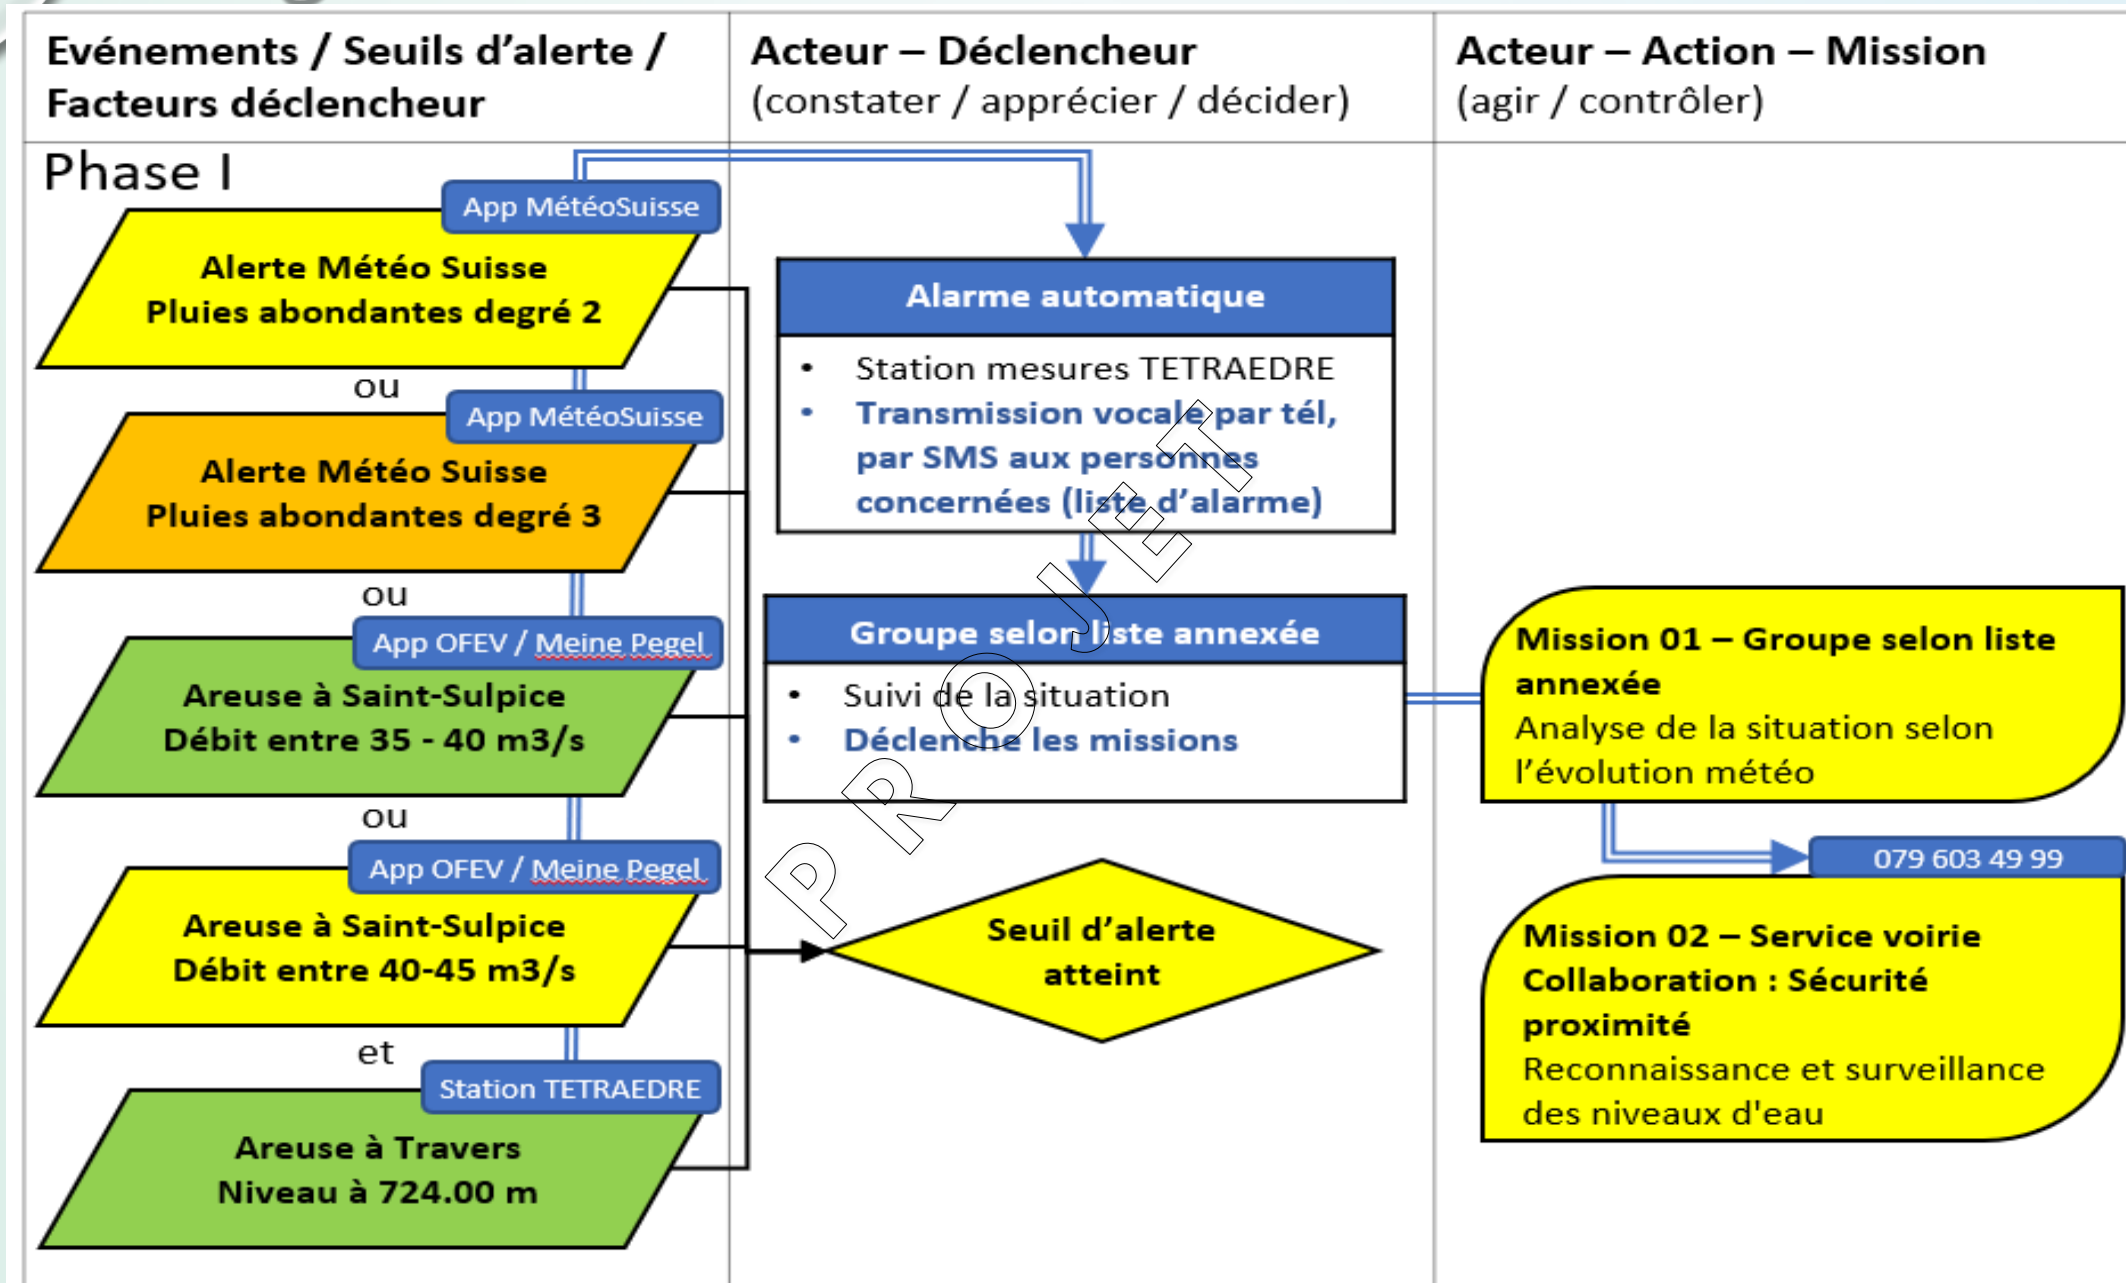 Evénements / Seuils d’alerte /
Facteurs déclencheur
Acteur – Déclencheur
(constater / apprécier / décider)
Acteur – Action – Mission
(agir / contrôler)
Phase I
App MétéoSuisse
Alerte Météo Suisse
Pluies abondantes degré 2
ou
App MétéoSuisse
Alerte Météo Suisse
Pluies abondantes degré 3
ou
App OFEV / Meine Pegel
Areuse à Saint-Sulpice
Débit entre 35 - 40 m3/s
ou
App OFEV / Meine Pegel
Areuse à Saint-Sulpice
Débit entre 40-45 m3/s
et
Station TETRAEDRE
Areuse à Travers
Niveau à 724.00 m
Alarme automatique
• Station mesures TETRAEDRE
• Transmission vocale par tél,
par SMS aux personnes
concernées (liste d’alarme)
Groupe selon liste annexée
• Suivi de la situation
• Déclenche les missions
Seuil d’alerte
atteint
PROJET
Mission 01 – Groupe selon liste
annexée
Analyse de la situation selon
l’évolution météo
079 603 49 99
Mission 02 – Service voirie
Collaboration : Sécurité
proximité
Reconnaissance et surveillance
des niveaux d'eau